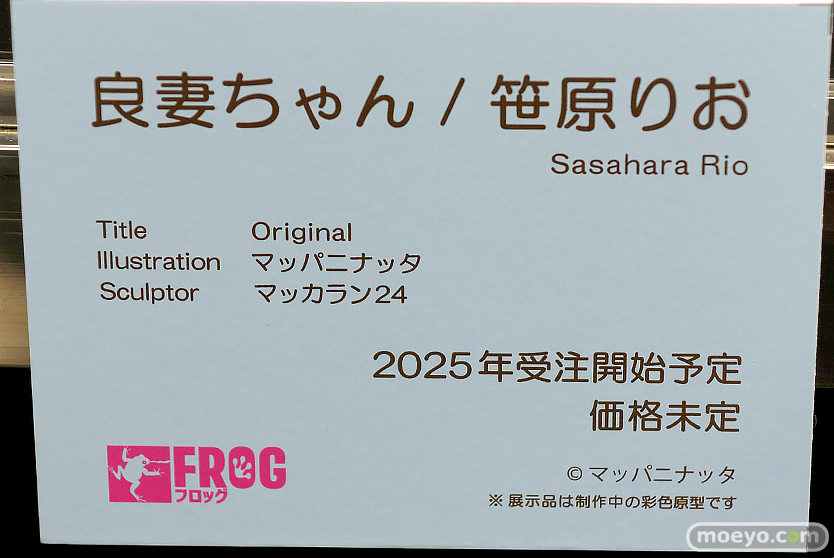 良妻ちゃん / 笹原りお
Sasahara Rio
Title Original
Illustration マッパニナッタ
Sculptor マッカラン24
2025年受注開始予定
価格未定
FROG
フロッグ
© マッパニナッタ
※ 展示品は制作中の彩色原型です
moeyo.com